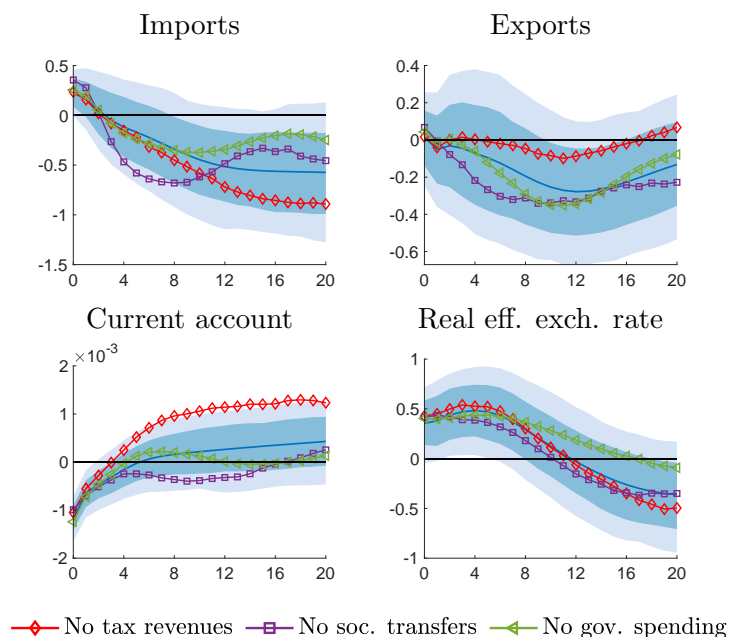 Imports Exports
0.5 0.4
0 0.2
-0.5 0
-1 -0.2
-1.5 -0.4
-0.6
0 4 8 12 16 20 0 4 8 12 16 20
Current account Real eff. exch. rate
×10-3
2 1
1 0.5
0 0
-1 -0.5
-2 -1
0 4 8 12 16 20 0 4 8 12 16 20
No tax revenues No soc. transfers No gov. spending